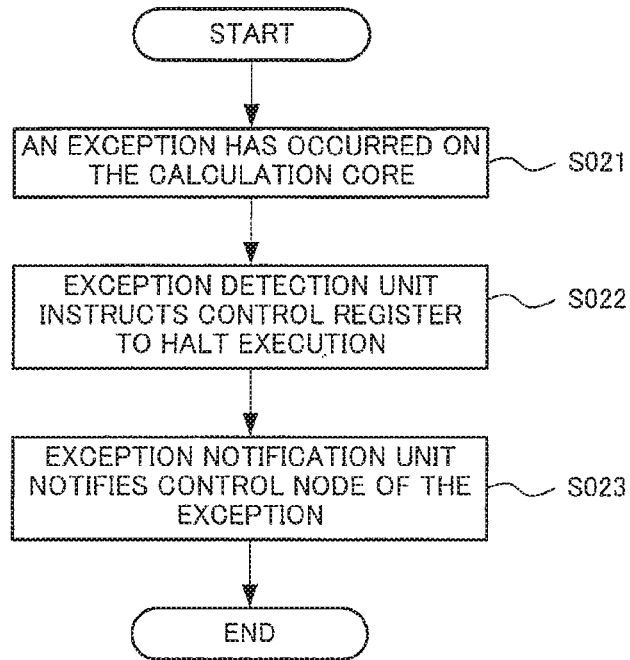 START
AN EXCEPTION HAS OCCURRED ON
THE CALCULATION CORE
S021
EXCEPTION DETECTION UNIT
INSTRUCTS CONTROL REGISTER
TO HALT EXECUTION
S022
EXCEPTION NOTIFICATION UNIT
NOTIFIES CONTROL NODE OF THE
EXCEPTION
S023
END